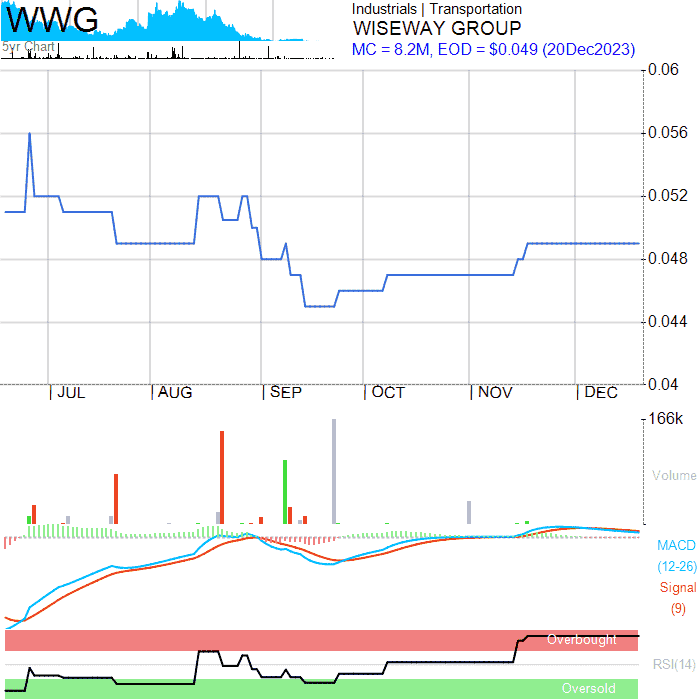 WWG
5yr Chart
Industrials | Transportation
WISEWAY GROUP
MC = 8.2M, EOD = $0.049 (20Dec2023)
0.06
0.056
0.052
0.048
0.044
0.04
| JUL | AUG | SEP | OCT | NOV | DEC
166k
Volume
MACD
(12-26)
Signal
(9)
Overbought
RSI(14)
Oversold